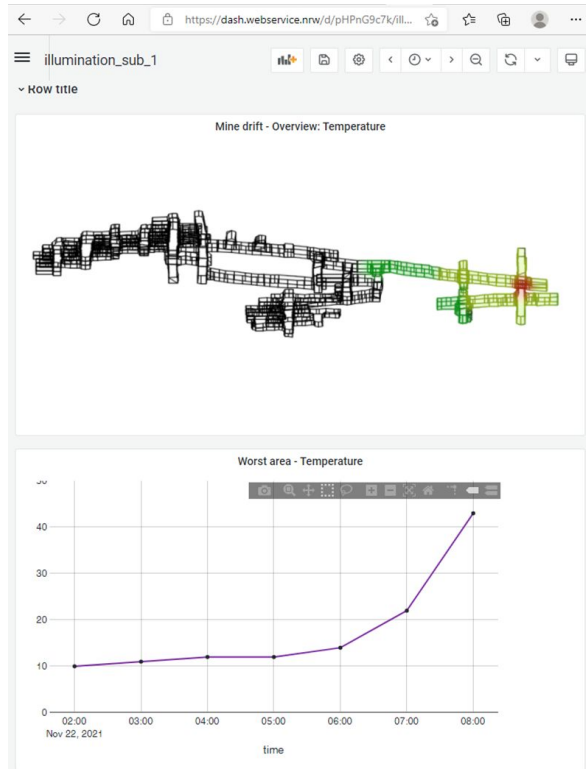 https://dash.webservice.nrw/d/pHPnG9c7k/ill...
illumination_sub_1
Row title
Mine drift - Overview: Temperature
Worst area - Temperature
50
40
30
20
10
0
02:00 03:00 04:00 05:00 06:00 07:00 08:00
Nov 22, 2021
time